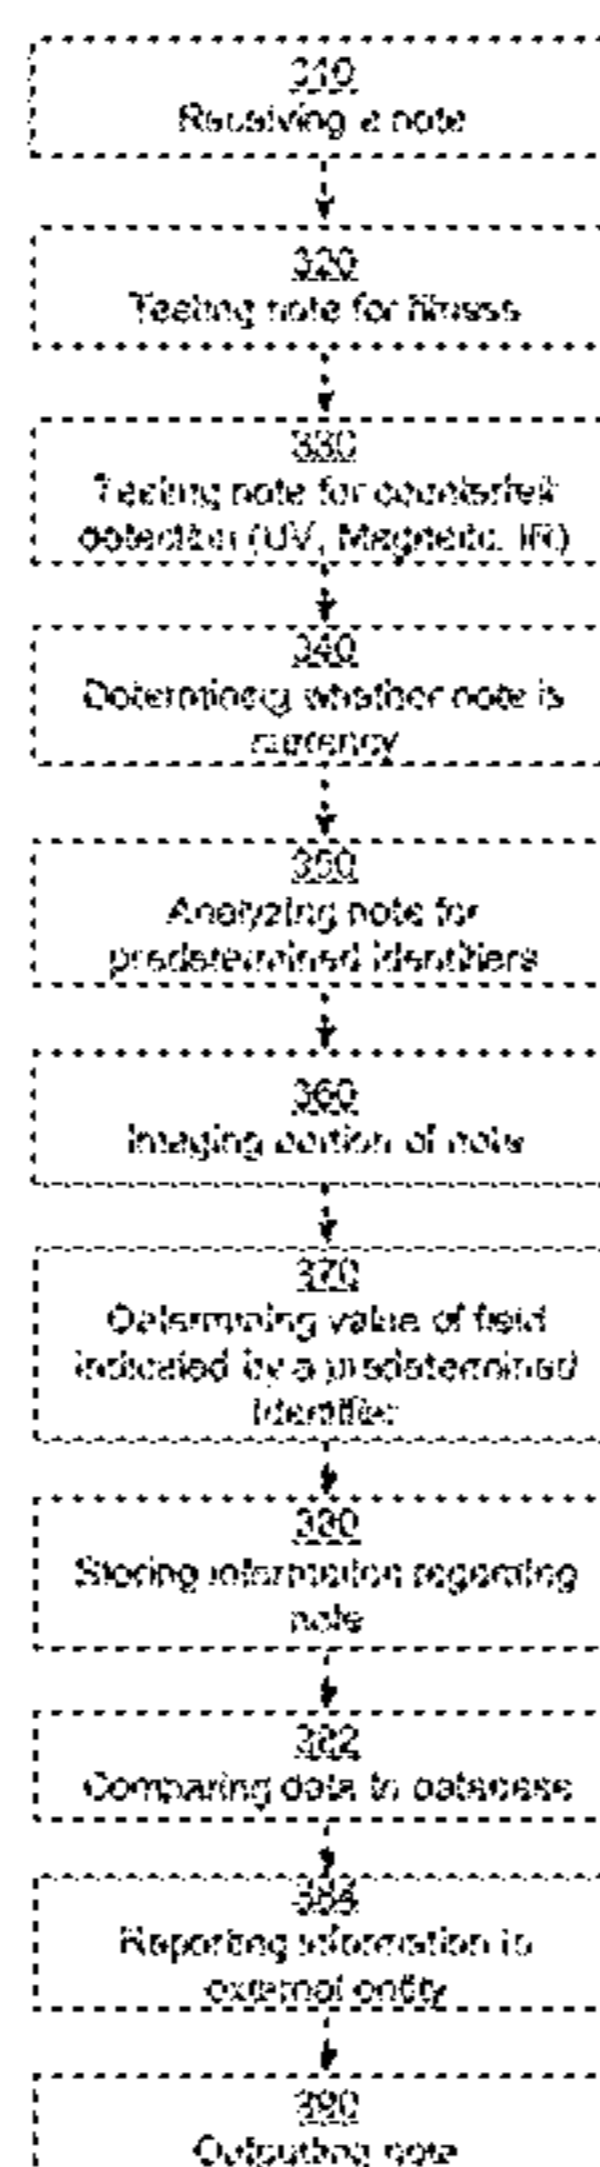 310
Receiving a note
320
Testing note for fitness
330
Testing note for counterfeit
detection (UV, Magnetic, IR)
340
Determining whether note is
currency
350
Analyzing note for
predetermined identifiers
360
Imaging portion of note
370
Determining value of field
indicated by a predetermined
identifier
380
Storing information regarding
note
382
Comparing data to database
384
Reporting information to
external entity
390
Outputting note